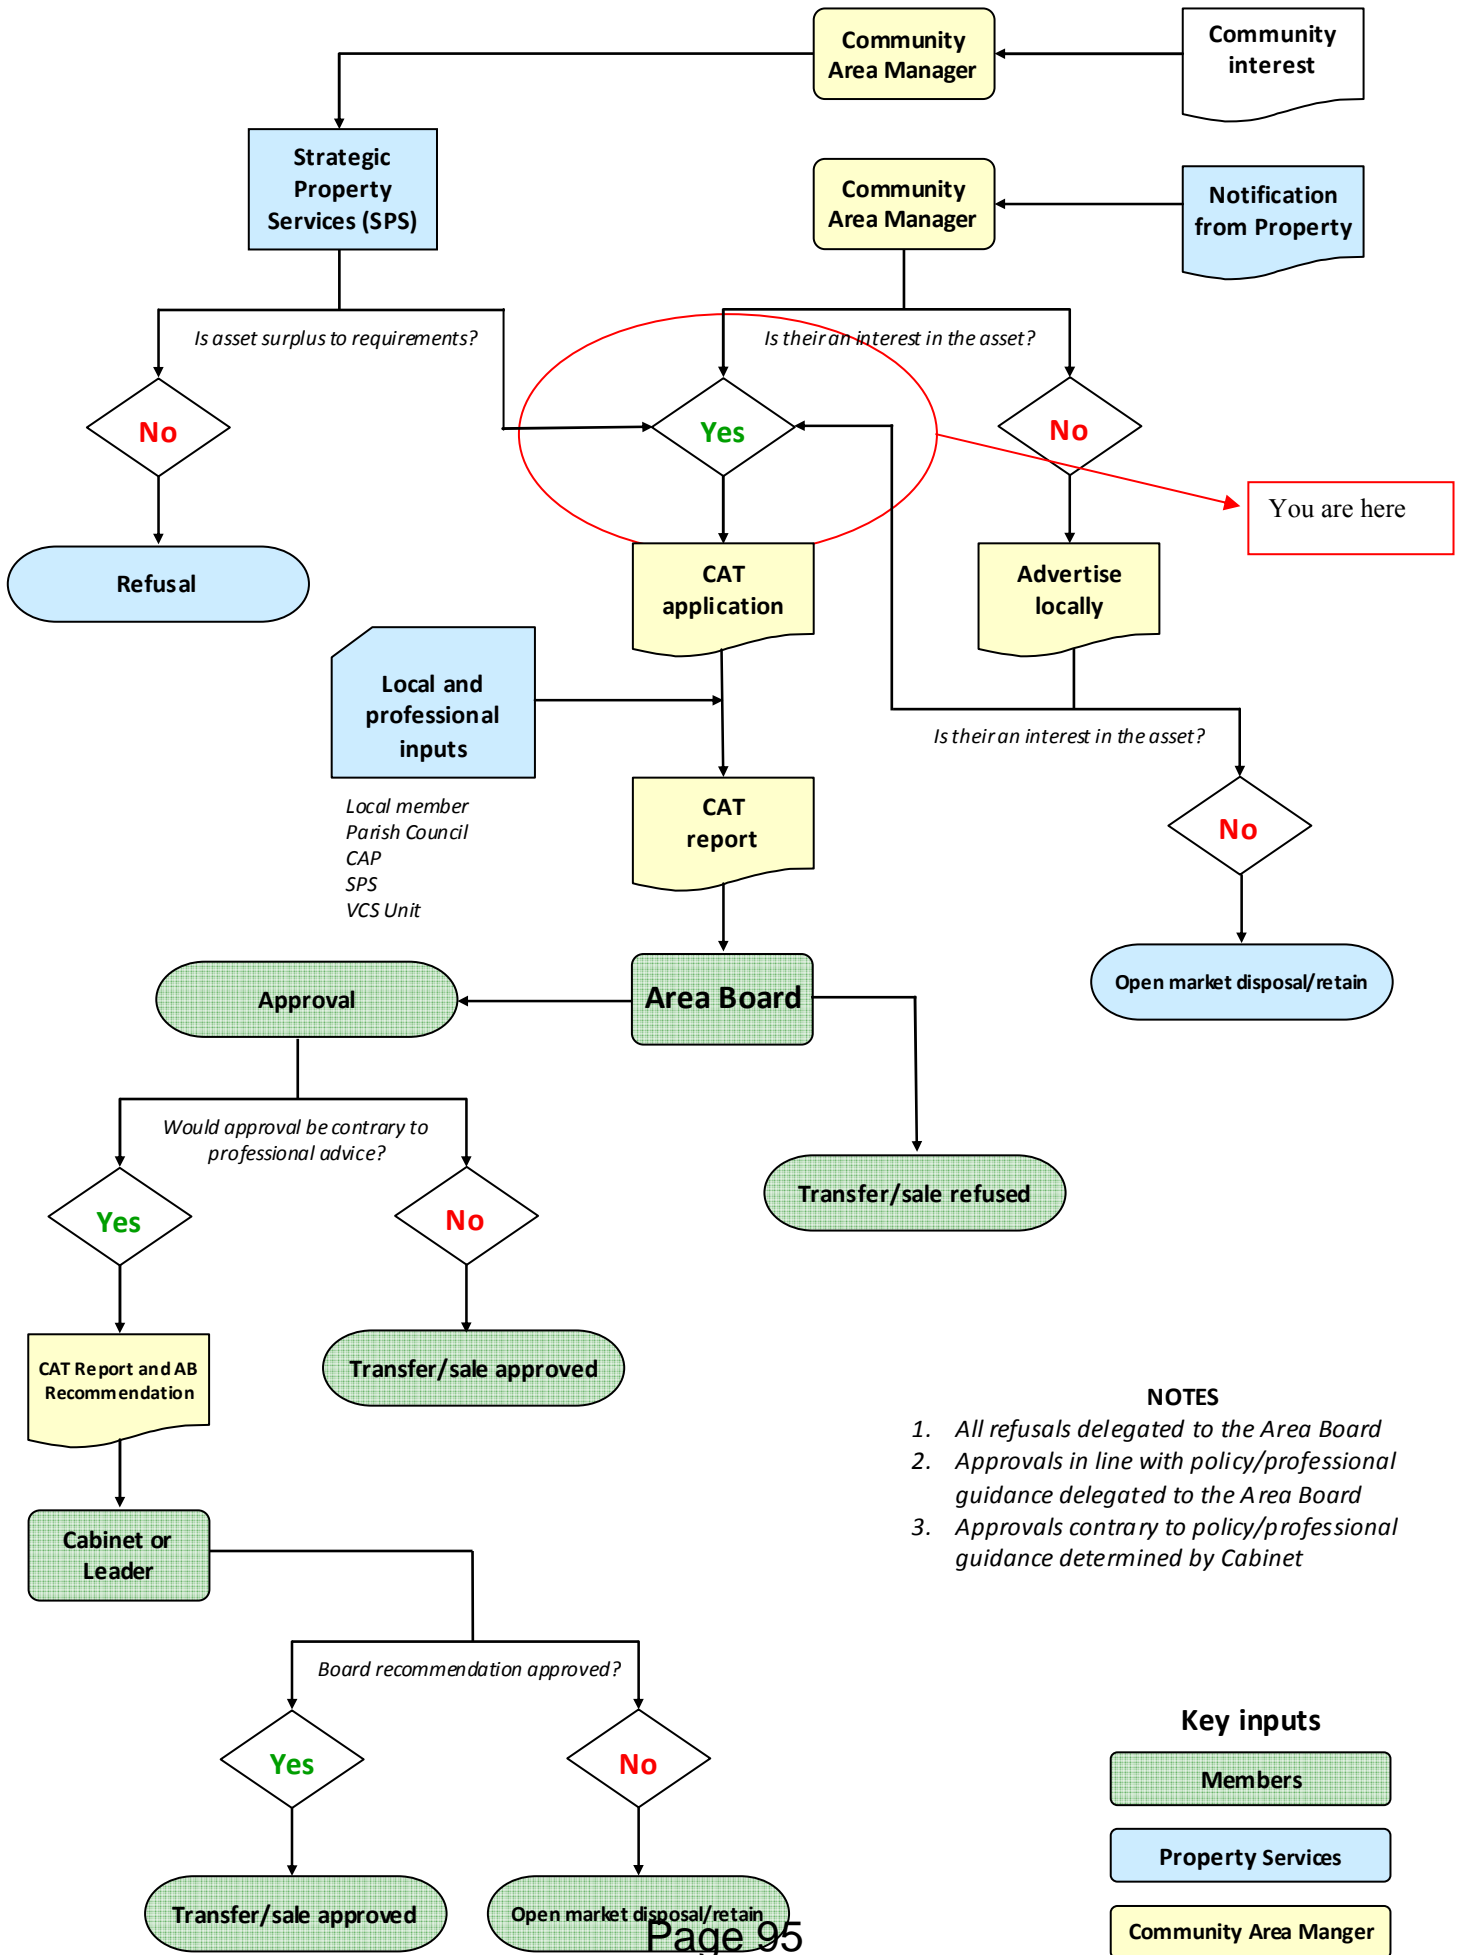 Community
Area Manager
Community
interest
Strategic
Property
Services (SPS)
Community
Area Manager
Notification
from Property
Is asset surplus to requirements?
Is their an interest in the asset?
No
Yes
No
You are here
Refusal
CAT
application
Advertise
locally
Local and
professional
inputs
Is their an interest in the asset?
Local member
Parish Council
CAP
SPS
VCS Unit
CAT
report
No
Approval
Area Board
Open market disposal/retain
Would approval be contrary to
professional advice?
Transfer/sale refused
Yes
No
CAT Report and AB
Recommendation
Transfer/sale approved
NOTES
1. All refusals delegated to the Area Board
2. Approvals in line with policy/professional
guidance delegated to the Area Board
3. Approvals contrary to policy/professional
guidance determined by Cabinet
Cabinet or
Leader
Board recommendation approved?
Yes
No
Key inputs
Members
Property Services
Community Area Manger
Transfer/sale approved
Open market disposal/retain
Page 95